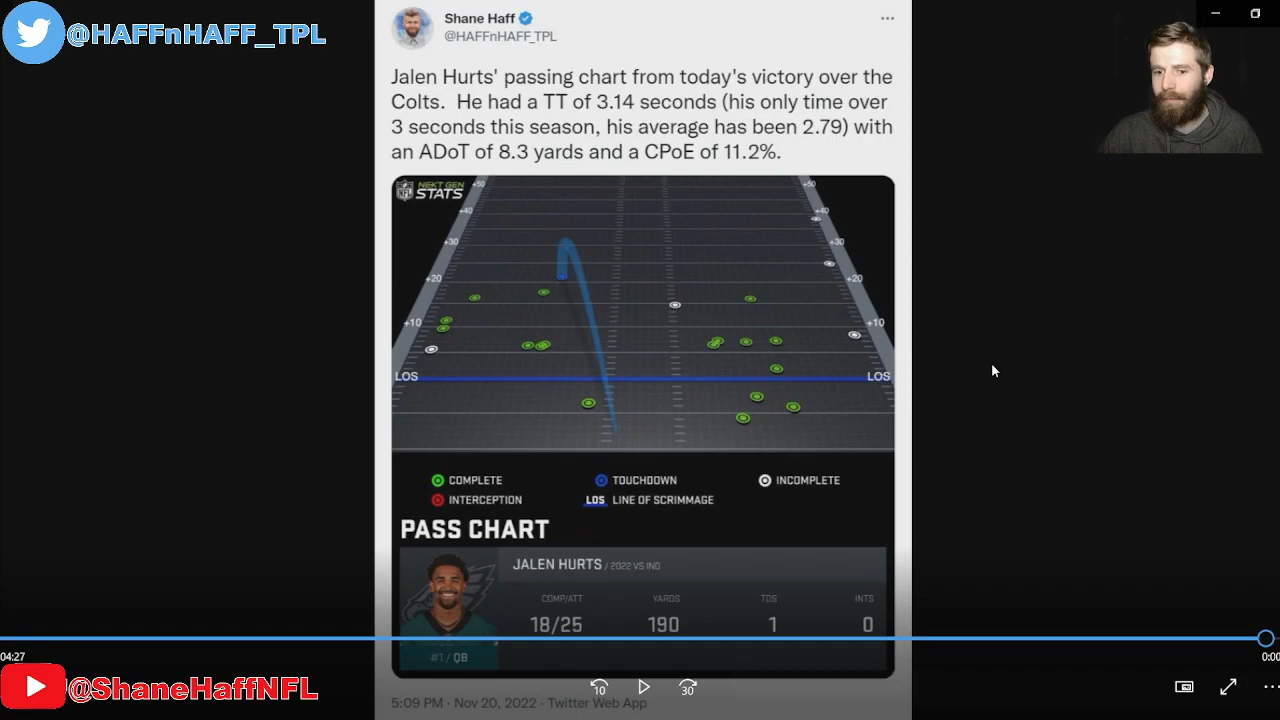 @HAFFnHAFF_TPL
Shane Haff
@HAFFnHAFF_TPL
Jalen Hurts' passing chart from today's victory over the
Colts.  He had a TT of 3.14 seconds (his only time over
3 seconds this season, his average has been 2.79) with
an ADoT of 8.3 yards and a CPoE of 11.2%.
NFL NEXT GEN
STATS
+50 +50
+40 +40
+30 +30
+20 +20
+10 +10
LOS LOS
COMPLETE TOUCHDOWN INCOMPLETE
INTERCEPTION LOS LINE OF SCRIMMAGE
PASS CHART
JALEN HURTS / 2022 VS IND
COMP/ATT YARDS TDS INTS
18/25 190 1 0
#1 / QB
04:27 0:00
10 30
@ShaneHaffNFL
5:09 PM · Nov 20, 2022 · Twitter Web App